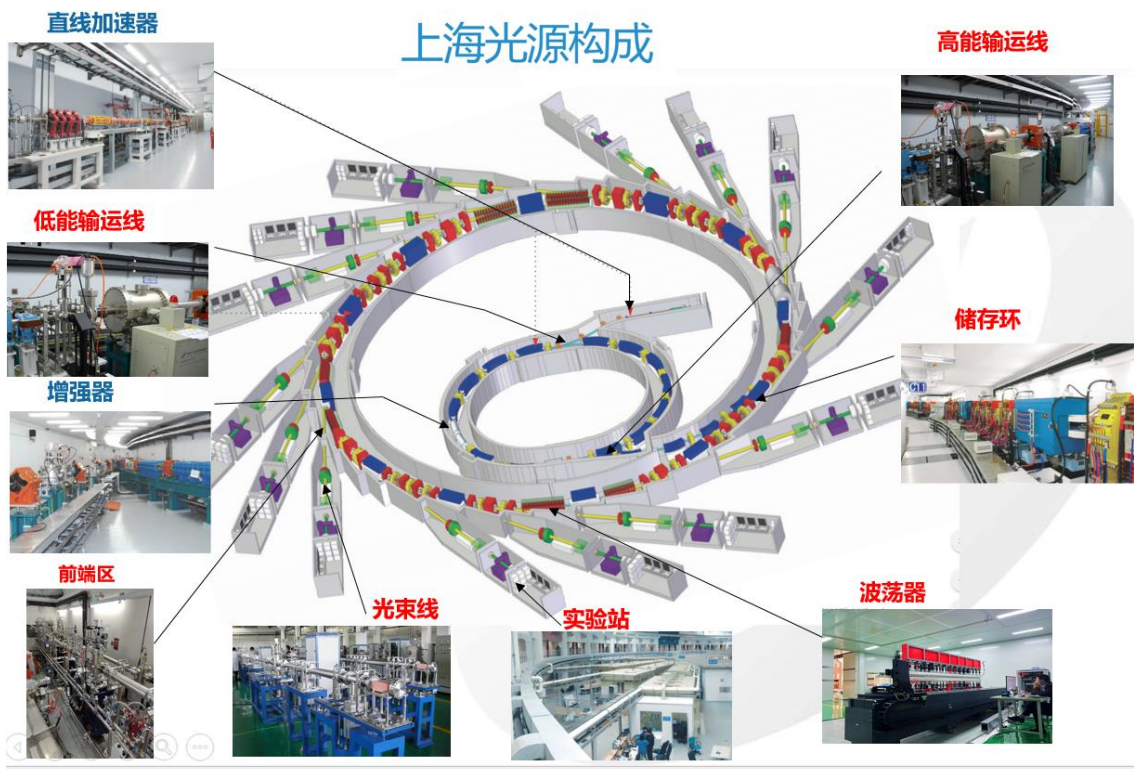 上海光源构成
直线加速器
低能输运线
增强器
前端区
光束线
实验站
波荡器
储存环
高能输运线
C11